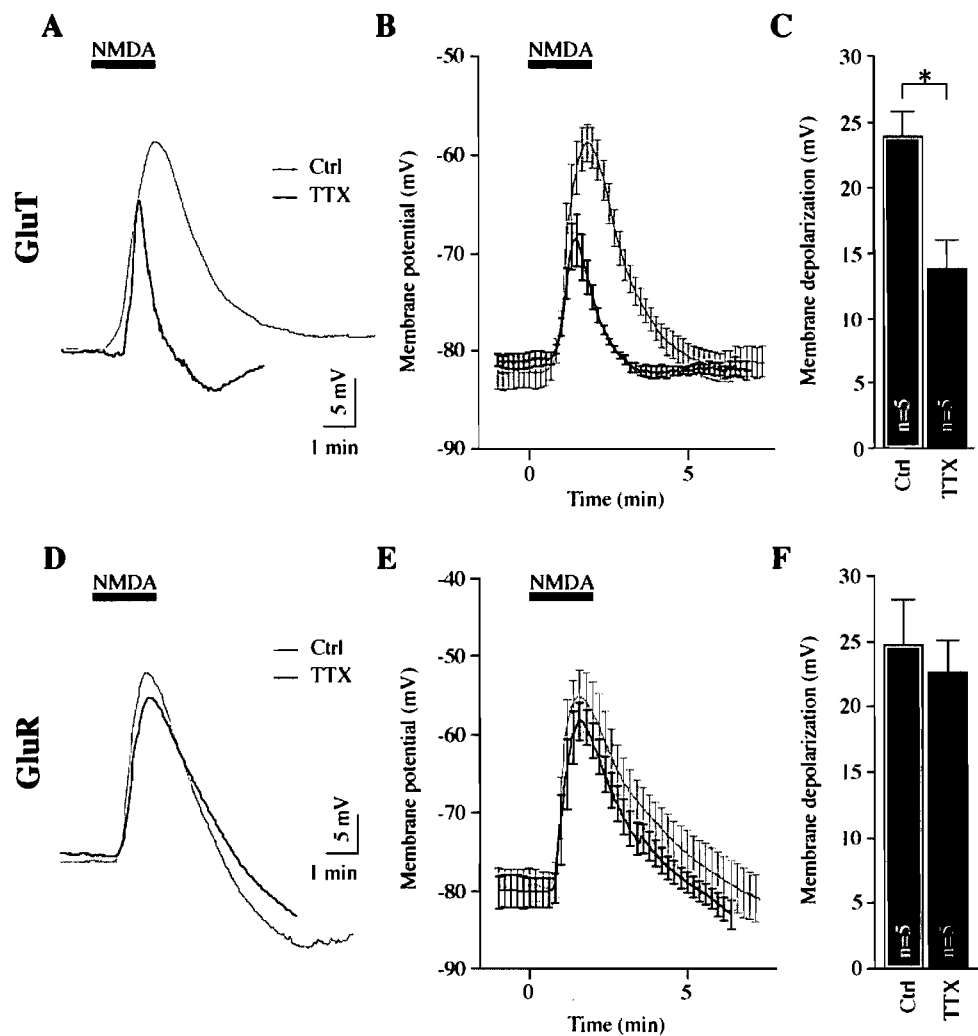 A
NMDA
Ctrl
TTX
GluT
5 mV
1 min
B
NMDA
-50
-60
-70
-80
-90
Membrane potential (mV)
0
5
Time (min)
C
30
25
20
15
10
5
0
Membrane depolarization (mV)
*
n=5
n=5
Ctrl
TTX
D
NMDA
Ctrl
TTX
GluR
5 mV
1 min
E
NMDA
-40
-50
-60
-70
-80
-90
Membrane potential (mV)
0
5
Time (min)
F
30
25
20
15
10
5
0
Membrane depolarization (mV)
n=5
n=5
Ctrl
TTX